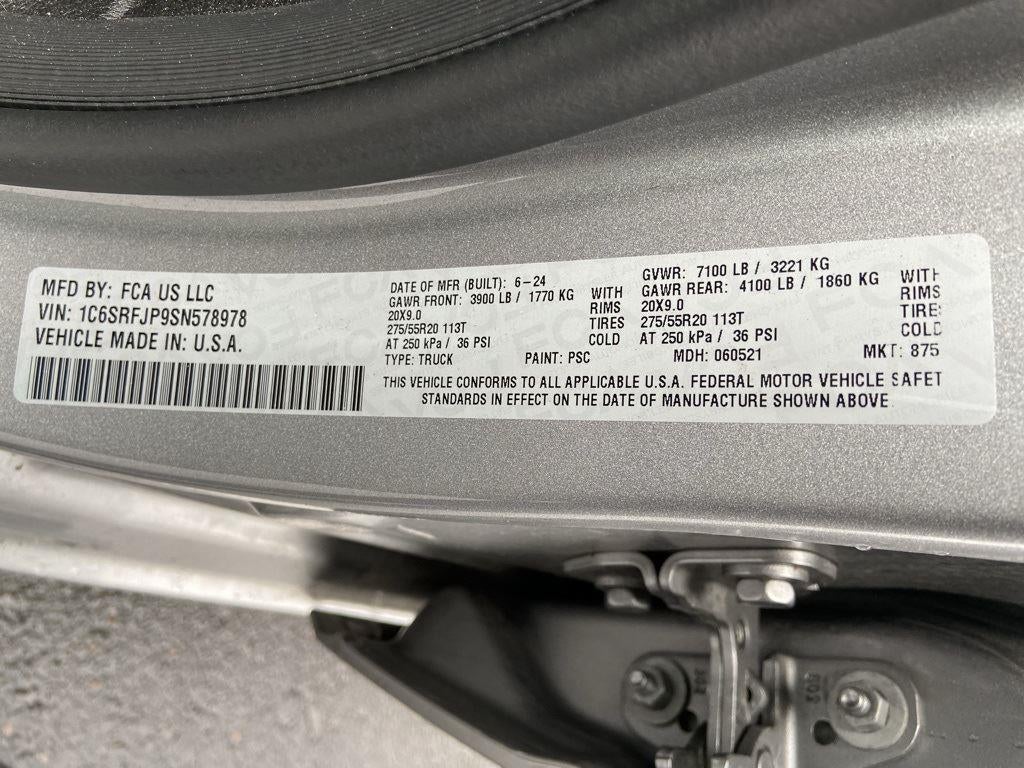 MFD BY: FCA US LLC
VIN: 1C6SRFJP9SN578978
VEHICLE MADE IN: U.S.A.
DATE OF MFR (BUILT): 6-24
GAWR FRONT: 3900 LB / 1770 KG WITH
20X9.0 RIMS
275/55R20 113T TIRES
AT 250 kPa / 36 PSI COLD
GVWR: 7100 LB / 3221 KG
GAWR REAR: 4100 LB / 1860 KG WITH
20X9.0 RIMS
275/55R20 113T TIRES
AT 250 kPa / 36 PSI COLD
TYPE: TRUCK PAINT: PSC MDH: 060521 MKT: 875
THIS VEHICLE CONFORMS TO ALL APPLICABLE U.S.A. FEDERAL MOTOR VEHICLE SAFET
STANDARDS IN EFFECT ON THE DATE OF MANUFACTURE SHOWN ABOVE.